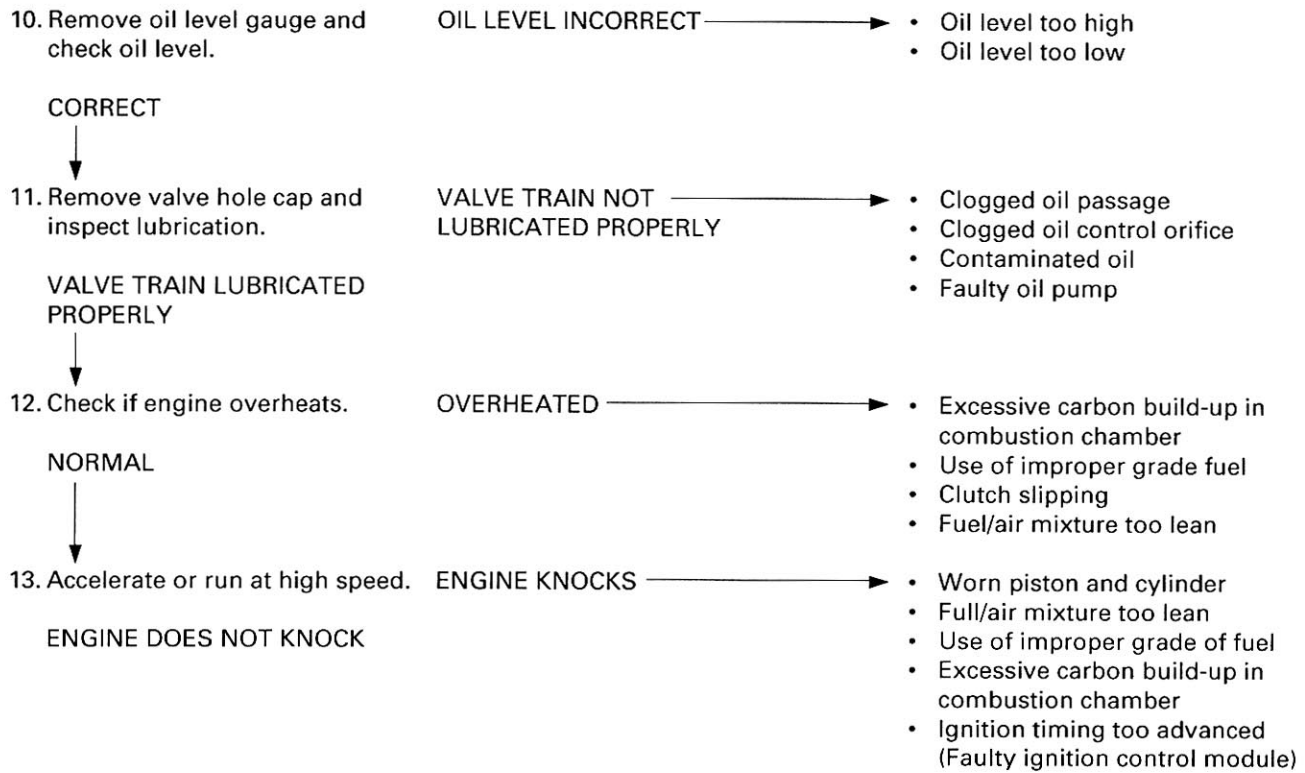 10. Remove oil level gauge and check oil level.
OIL LEVEL INCORRECT
• Oil level too high
• Oil level too low
CORRECT
11. Remove valve hole cap and
inspect lubrication.
VALVE TRAIN NOT
LUBRICATED PROPERLY
• Clogged oil passage
• Clogged oil control orifice
• Contaminated oil
• Faulty oil pump
VALVE TRAIN LUBRICATED
PROPERLY
12. Check if engine overheats.
OVERHEATED
• Excessive carbon build-up in
combustion chamber
• Use of improper grade fuel
• Clutch slipping
• Fuel/air mixture too lean
NORMAL
13. Accelerate or run at high speed.
ENGINE KNOCKS
• Worn piston and cylinder
• Full/air mixture too lean
• Use of improper grade of fuel
• Excessive carbon build-up in
combustion chamber
• Ignition timing too advanced
(Faulty ignition control module)
ENGINE DOES NOT KNOCK